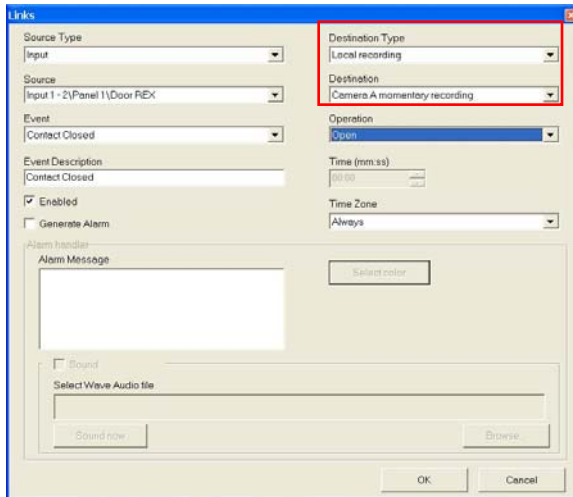 Links
Source Type
Input
Source
Input 1 - 2\Panel 1\Door REX
Event
Contact Closed
Event Description
Contact Closed
Enabled
Generate Alarm
Destination Type
Local recording
Destination
Camera A momentary recording
Operation
Open
Time (mm:ss)
00:00
Time Zone
Always
Alarm handler
Alarm Message
Select color
Sound
Select Wave Audio file
Sound now
Browse
OK
Cancel